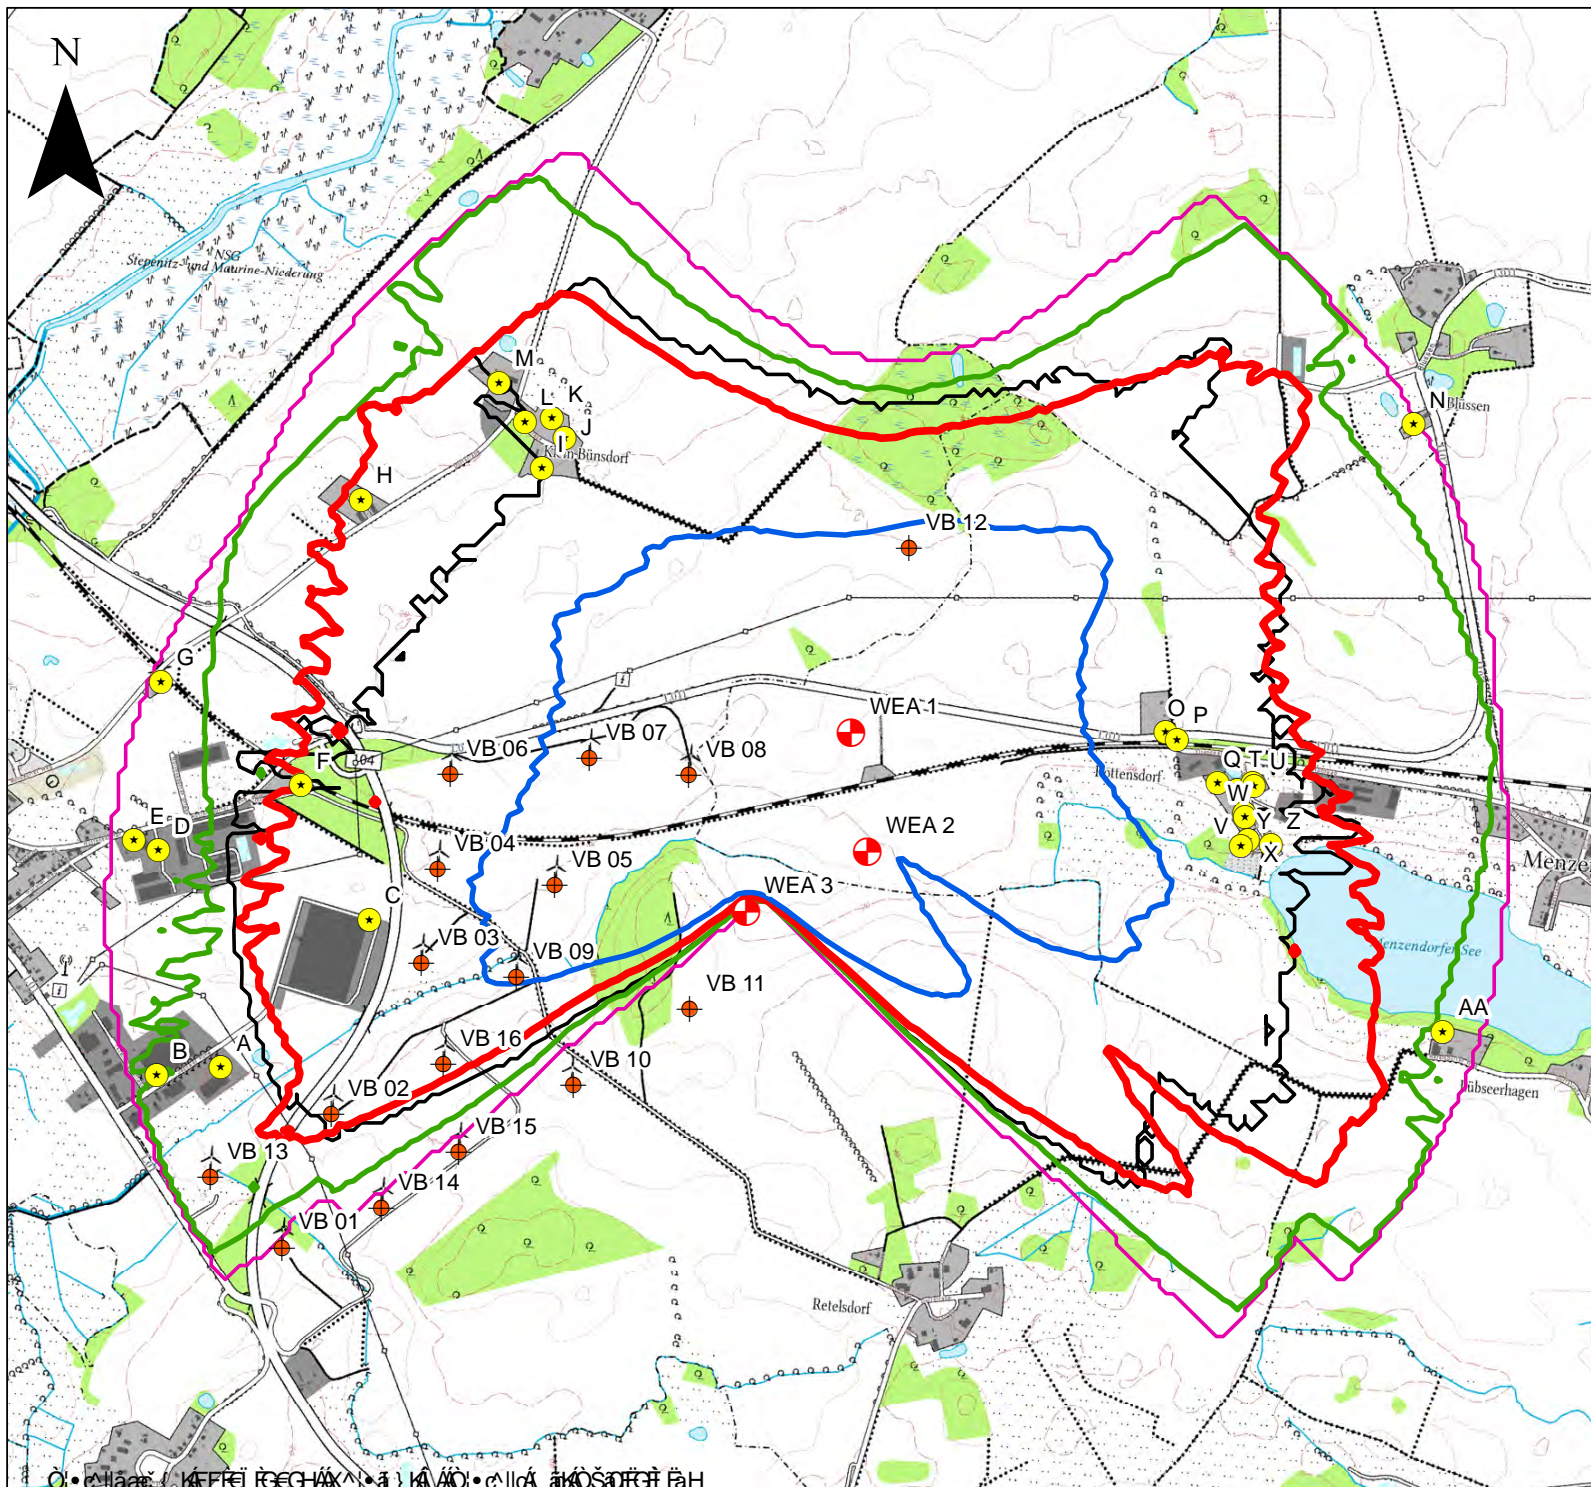 N
NSG
Stepenitz- und Maurine-Niederung
M
L
K
J
I
Klein Bünsdorf
H
N
Blüssen
VB 12
G
WEA 1
O
P
VB 06
VB 07
VB 08
F
104
Rottensdorf
Q
T
U
W
E
D
VB 04
VB 05
WEA 2
V
Y
Z
X
Menze
C
WEA 3
VB 03
VB 09
Menzendorfer See
VB 11
AA
B
A
VB 16
VB 10
Lübseerhagen
VB 02
VB 15
VB 13
VB 14
VB 01
Retelsdorf